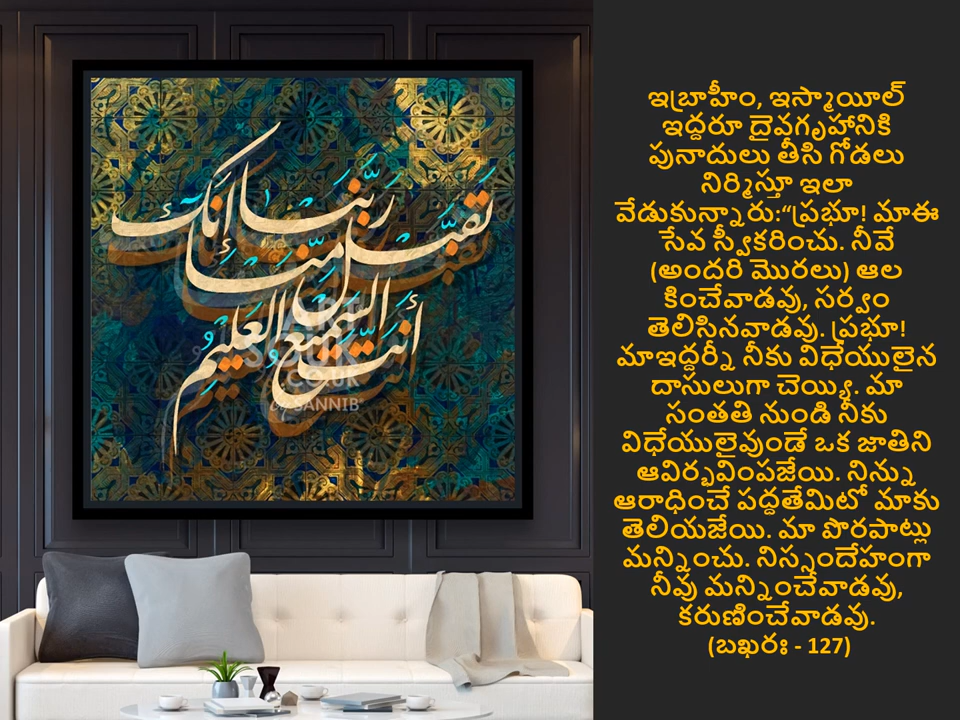 ربنا تقبل منا إنك
أنت السميع العليم
ఇబ్రాహీం, ఇస్మాయీల్
ఇద్దరూ దైవగృహానికి
పునాదులు తీసి గోడలు
నిర్మిస్తూ ఇలా
వేడుకున్నారు:“ప్రభూ! మాఈ
సేవ స్వీకరించు. నీవే
(అందరి మొరలు) ఆల
కించేవాడవు, సర్వం
తెలిసినవాడవు. ప్రభూ!
మాఇద్దర్నీ నీకు విధేయులైన
దాసులుగా చెయ్యి. మా
సంతతి నుండి నీకు
విధేయులైవుండే ఒక జాతిని
ఆవిర్భవింపజేయి. నిన్ను
ఆరాధించే పద్ధతేమిటో మాకు
తెలియజేయి. మా పొరపాట్లు
మన్నించు. నిస్సందేహంగా
నీవు మన్నించేవాడవు,
కరుణించేవాడవు.
(బఖరః - 127)